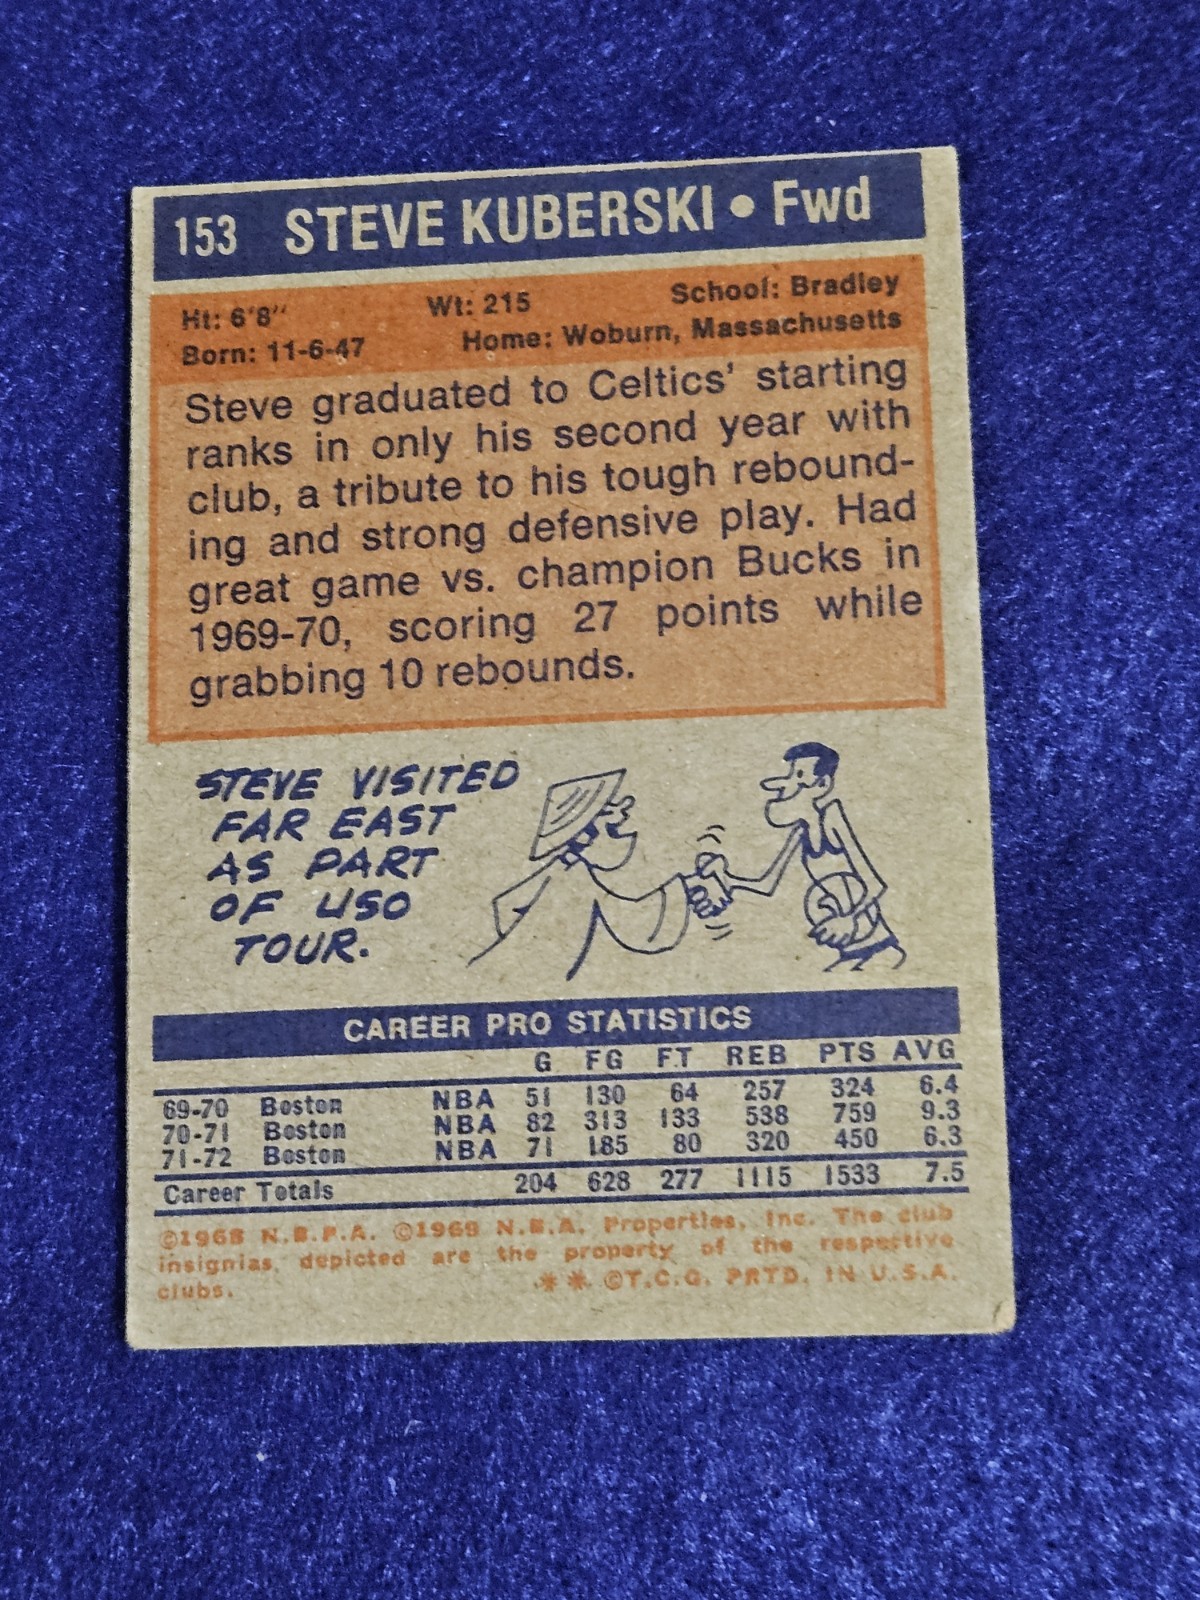 153 STEVE KUBERSKI • Fwd
Ht: 6'8" Wt: 215 School: Bradley
Born: 11-6-47 Home: Woburn, Massachusetts
Steve graduated to Celtics' starting
ranks in only his second year with
club, a tribute to his tough rebound-
ing and strong defensive play. Had
great game vs. champion Bucks in
1969-70, scoring 27 points while
grabbing 10 rebounds.
STEVE VISITED
FAR EAST
AS PART
OF USO
TOUR.
CAREER PRO STATISTICS
G FG FT REB PTS AVG
69-70 Boston NBA 51 130 64 257 324 6.4
70-71 Boston NBA 82 313 133 538 759 9.3
71-72 Boston NBA 71 185 80 320 450 6.3
Career Totals 204 628 277 1115 1533 7.5
©1968 N.B.P.A. ©1969 N.B.A. Properties, Inc. The club
insignias depicted are the property of the respective
clubs. ** ©T.C.G. PRTD. IN U.S.A.